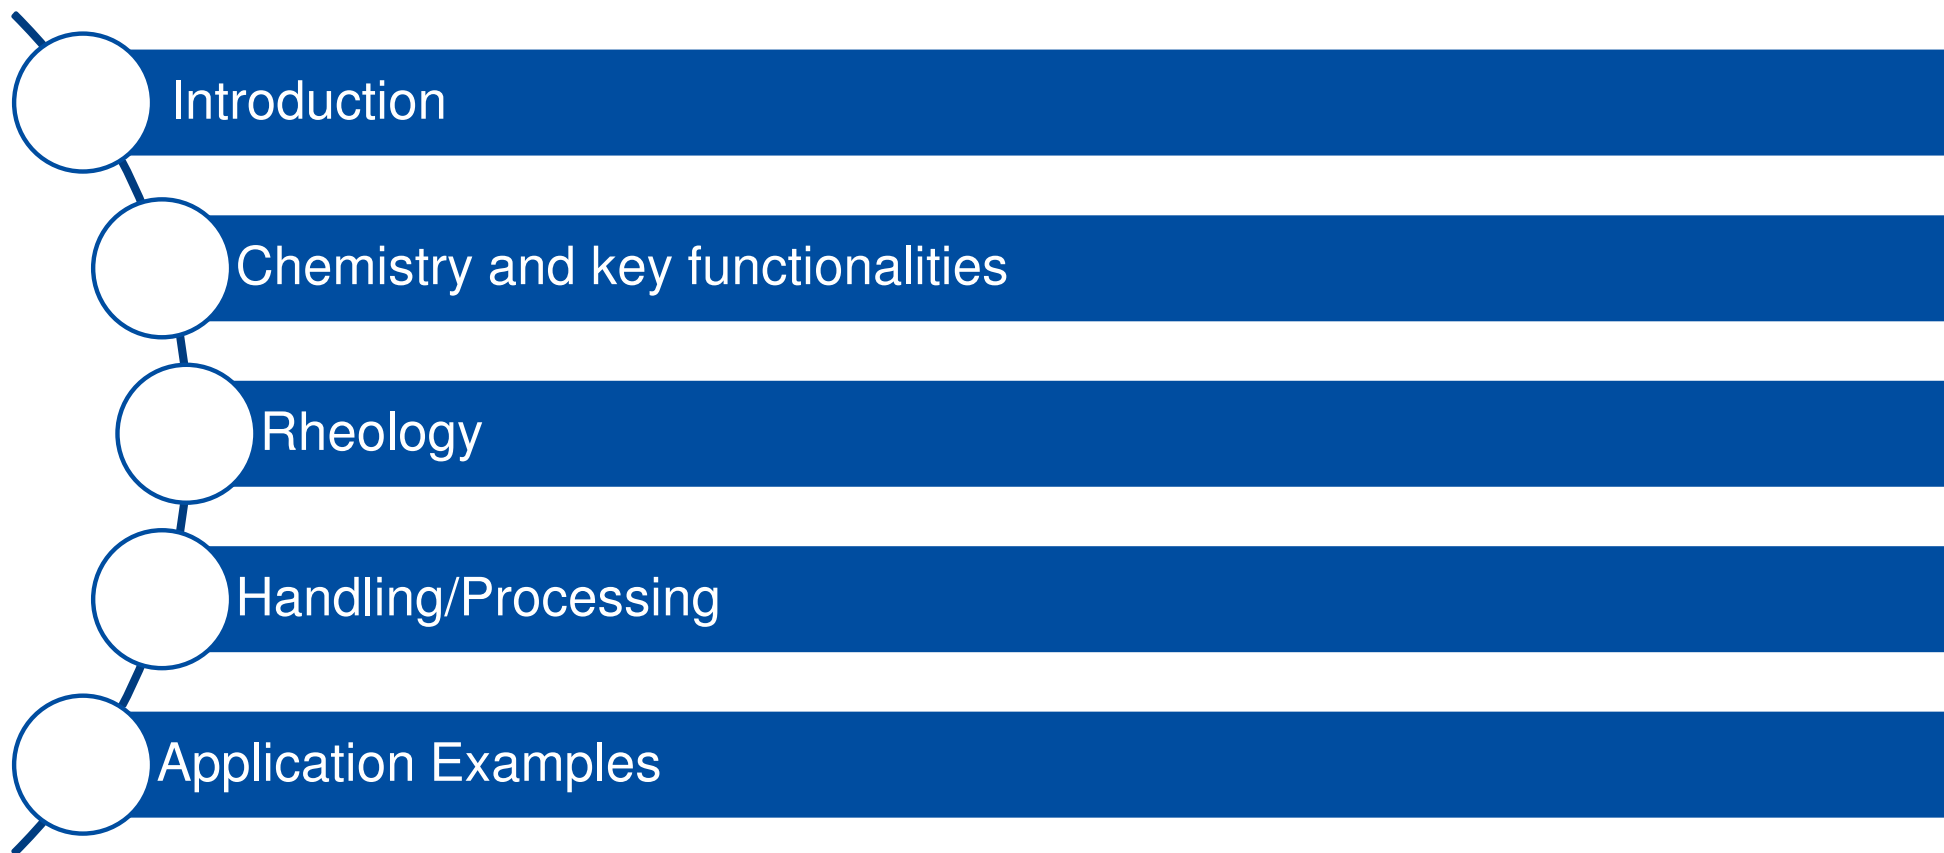 Introduction
Chemistry and key functionalities
Rheology
Handling/Processing
Application Examples